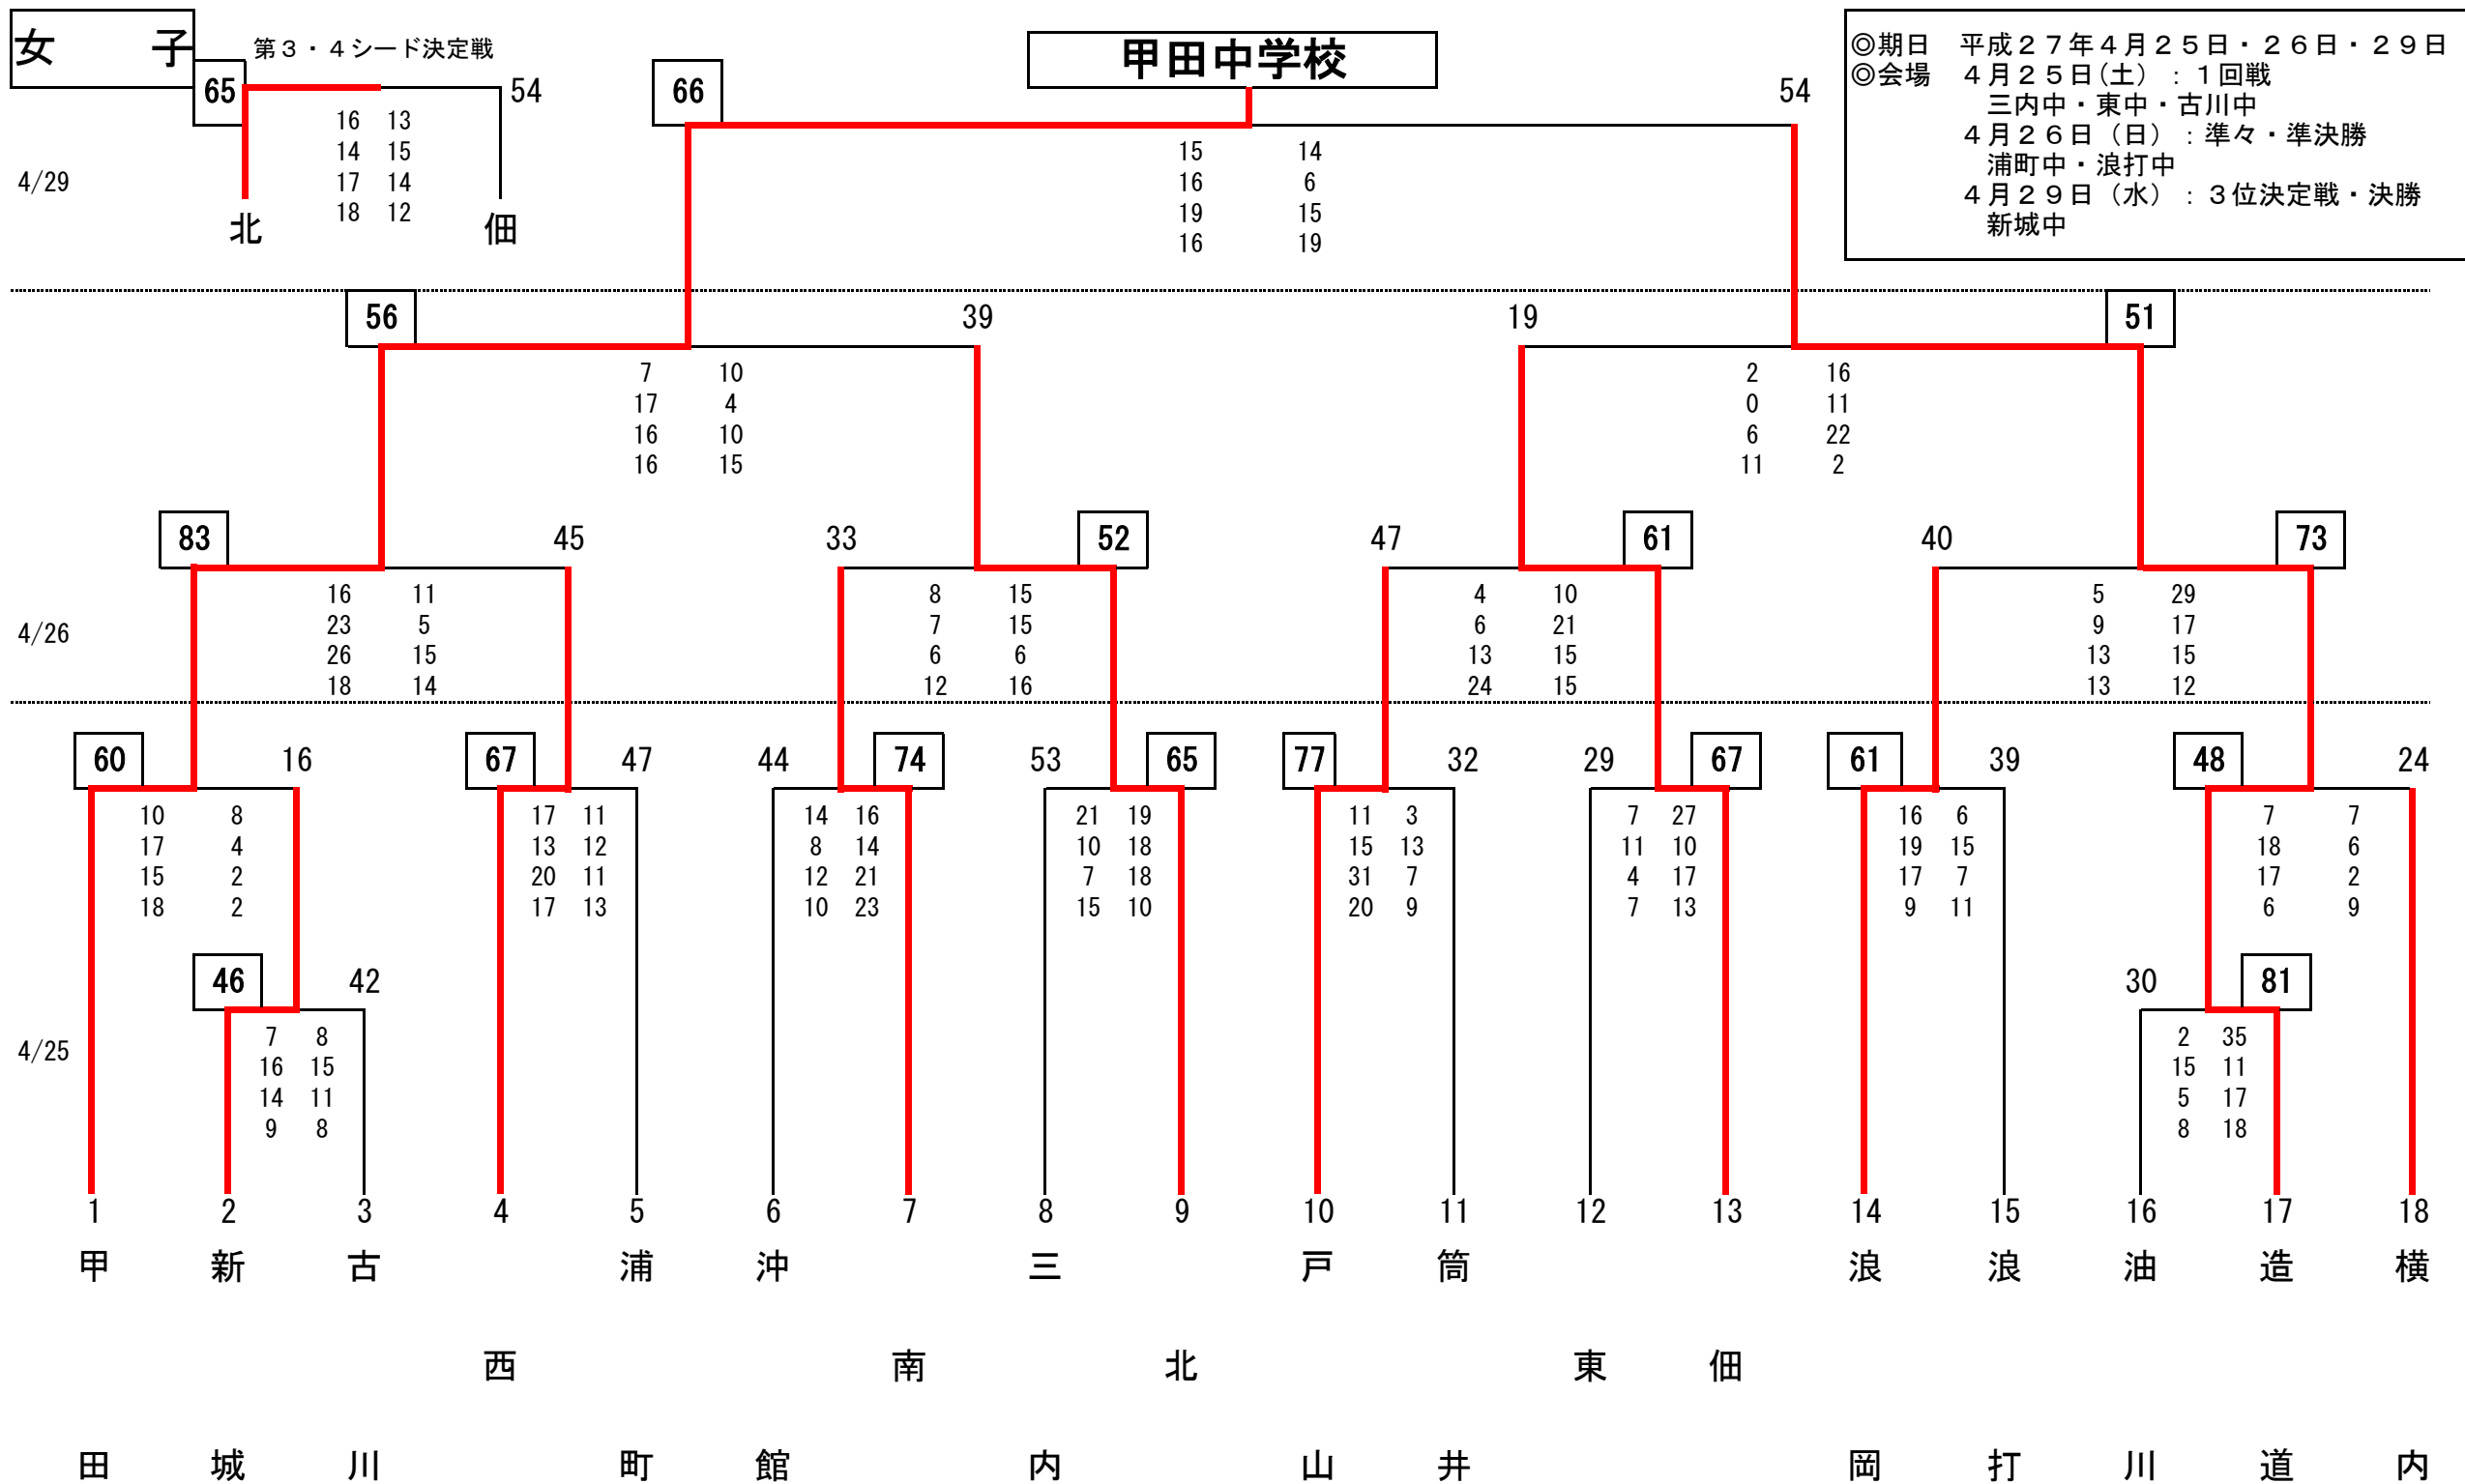 女　子
第３・４シード決定戦
甲田中学校
◎期日　平成２７年４月２５日・２６日・２９日
◎会場　４月２５日(土）：１回戦
三内中・東中・古川中
４月２６日（日）：準々・準決勝
浦町中・浪打中
４月２９日（水）：３位決定戦・決勝
新城中
65 54 66 54
16 13
14 15
17 14
18 12
4/29
北 佃
15 14
16 6
19 15
16 19
56 39 19 51
7 10 2 16
17 4 0 11
16 10 6 22
16 15 11 2
83 45 33 52 47 61 40 73
16 11 8 15 4 10 5 29
23 5 7 15 6 21 9 17
26 15 6 6 13 15 13 15
18 14 12 16 24 15 13 12
4/26
60 16 67 47 44 74 53 65 77 32 29 67 61 39 48 24
10 8 17 11 14 16 21 19 11 3 7 27 16 6 7 7
17 4 13 12 8 14 10 18 15 13 11 10 19 15 18 6
15 2 20 11 12 21 7 18 31 7 4 17 17 7 17 2
18 2 17 13 10 23 15 10 20 9 7 13 9 11 6 9
46 42 30 81
7 8 2 35
16 15 15 11
14 11 5 17
9 8 8 18
4/25
1 2 3 4 5 6 7 8 9 10 11 12 13 14 15 16 17 18
甲田
新城
古川
西
浦町
沖館
南
三内
北
戸山
筒井
東
佃
浪岡
浪打
油川
造道
横内